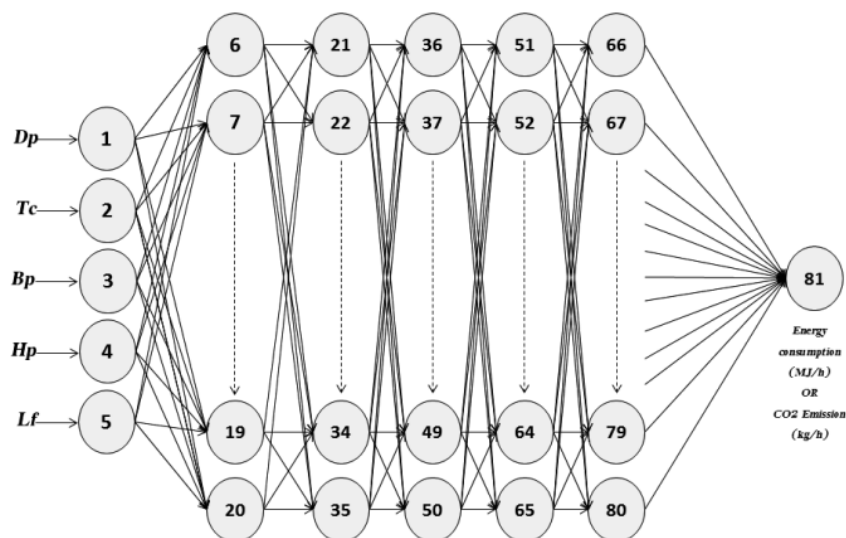 6 21 36 51 66
7 22 37 52 67
Dp 1
Tc 2
Bp 3
Hp 4
Lf 5
19 34 49 64 79
20 35 50 65 80
81
Energy
consumption
(MJ/h)
OR
CO2 Emission
(kg/h)